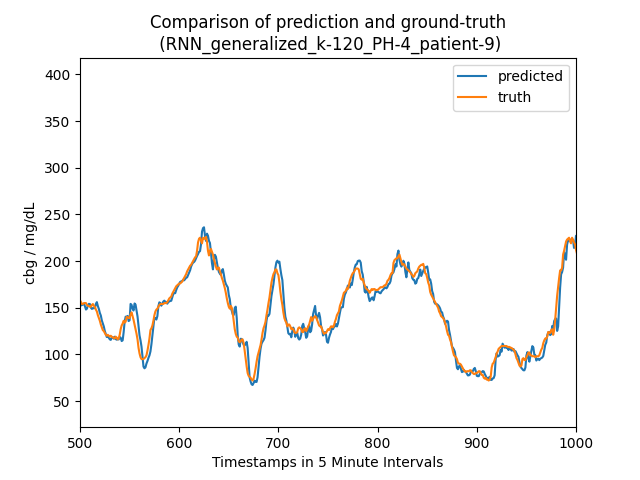 Comparison of prediction and ground-truth
(RNN_generalized_k-120_PH-4_patient-9)
predicted
truth
cbg / mg/dL
400
350
300
250
200
150
100
50
500
600
700
800
900
1000
Timestamps in 5 Minute Intervals